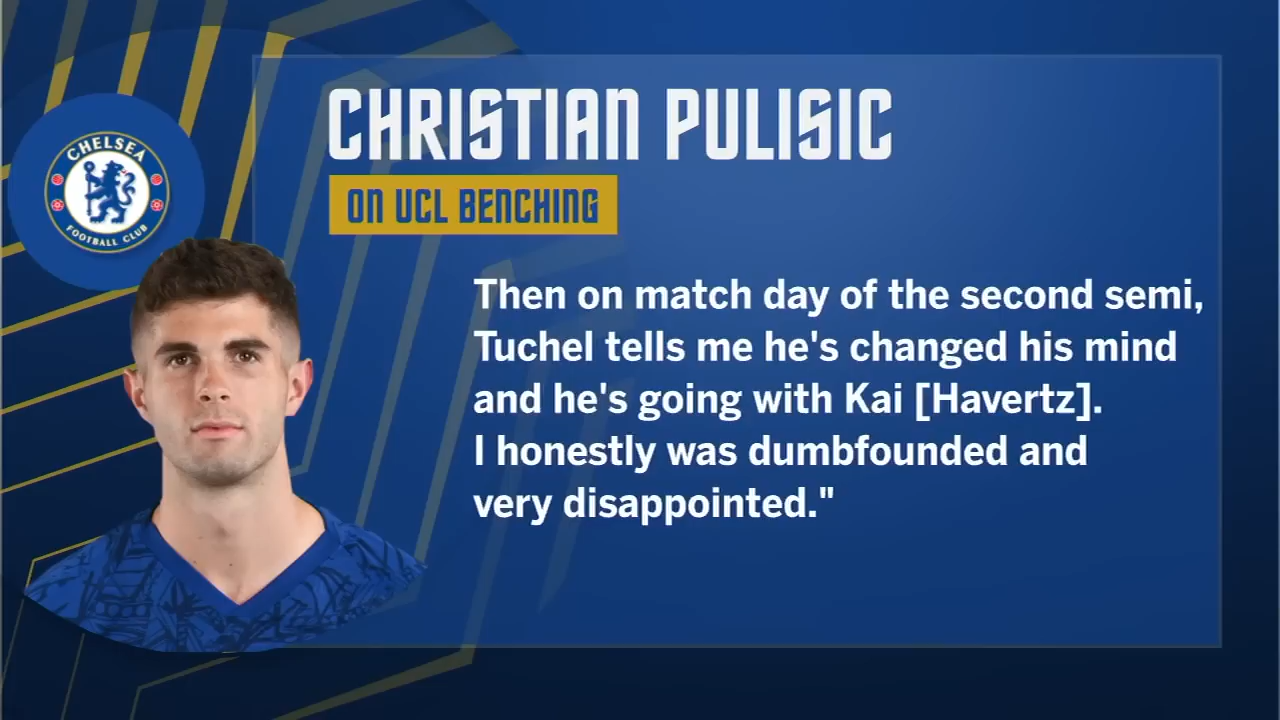 CHELSEA
FOOTBALL CLUB
CHRISTIAN PULISIC
ON UCL BENCHING
Then on match day of the second semi,
Tuchel tells me he's changed his mind
and he's going with Kai [Havertz].
I honestly was dumbfounded and
very disappointed."